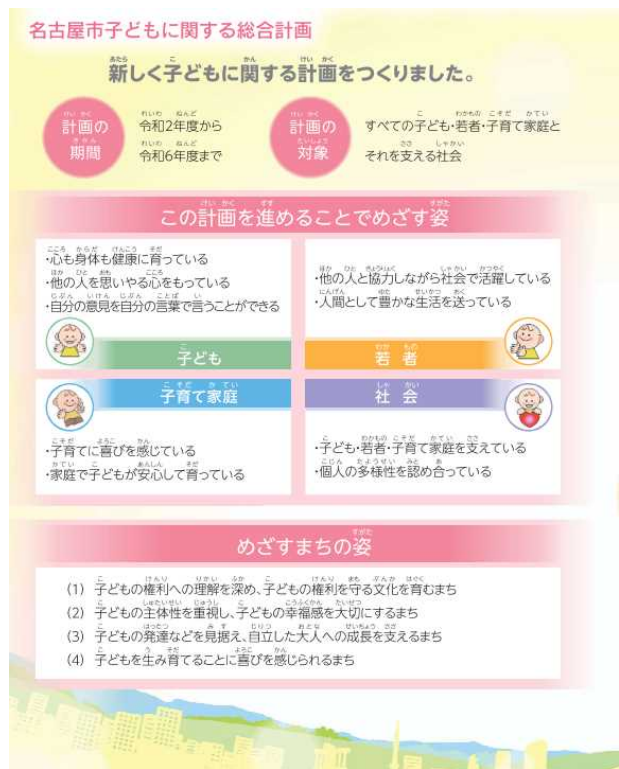 名古屋市子どもに関する総合計画
新しく子どもに関する計画をつくりました。
計画の
期間
令和2年度から
令和6年度まで
計画の
対象
すべての子ども・若者・子育て家庭と
それを支える社会
この計画を進めることでめざす姿
・心も身体も健康に育っている
・他の人を思いやる心をもっている
・自分の意見を自分の言葉で言うことができる
子ども
・他の人と協力しながら社会で活躍している
・人間として豊かな生活を送っている
若者
子育て家庭
・子育てに喜びを感じている
・家庭で子どもが安心して育っている
社会
・子ども・若者・子育て家庭を支えている
・個人の多様性を認め合っている
めざすまちの姿
(1) 子どもの権利への理解を深め、子どもの権利を守る文化を育むまち
(2) 子どもの主体性を重視し、子どもの幸福感を大切にするまち
(3) 子どもの発達などを見据え、自立した大人への成長を支えるまち
(4) 子どもを生み育てることに喜びを感じられるまち